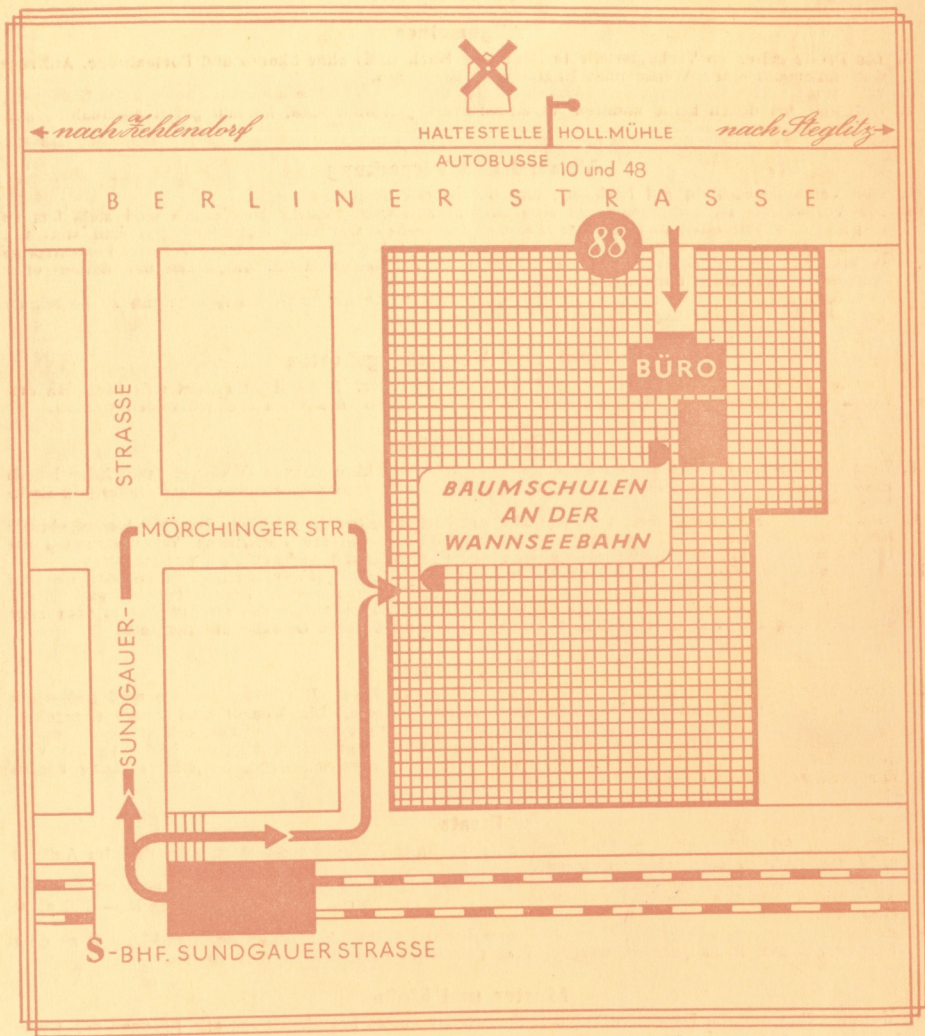 nach Zehlendorf
HALTESTELLE HOLL. MÜHLE
nach Steglitz
AUTOBUSSE 10 und 48
BERLINER STRASSE
88
BÜRO
STRASSE
BAUMSCHULEN
AN DER
WANNSEEBAHN
MÖRCHINGER STR
SUNDGAUER-
S-BHF. SUNDGAUER STRASSE